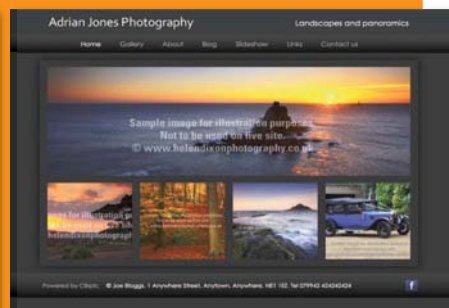 Adrian Jones Photography
Landscapes and panoramics
Home Gallery About Blog Slideshow Links Contact us
Sample image for illustration purposes.
Not to be used on live site.
© www.helendixonphotography.co.uk
Powered by Clikpic © Joe Bloggs, 1 Anywhere Street, Anytown, Anywhere, NE1 1SZ, Tel 079943 424242424
f